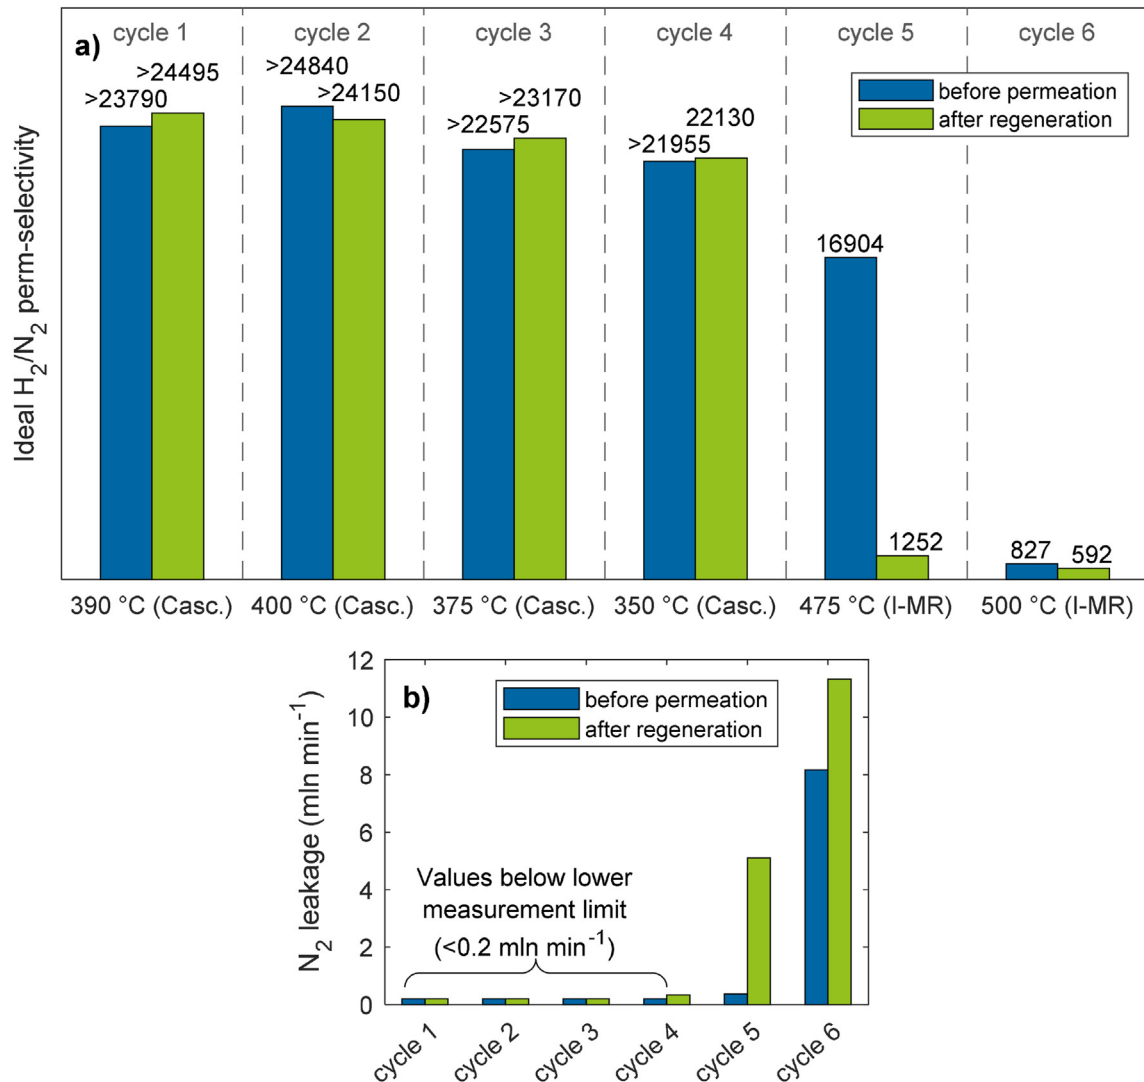 a)
cycle 1
cycle 2
cycle 3
cycle 4
cycle 5
cycle 6
>24495
>23790
>24840
>24150
>23170
>22575
22130
>21955
before permeation
after regeneration
16904
1252
827
592
Ideal H₂/N₂ perm-selectivity
390 °C (Casc.)
400 °C (Casc.)
375 °C (Casc.)
350 °C (Casc.)
475 °C (I-MR)
500 °C (I-MR)
b)
before permeation
after regeneration
N₂ leakage (mln min⁻¹)
12
10
8
6
4
2
0
Values below lower
measurement limit
(<0.2 mln min⁻¹)
cycle 1
cycle 2
cycle 3
cycle 4
cycle 5
cycle 6